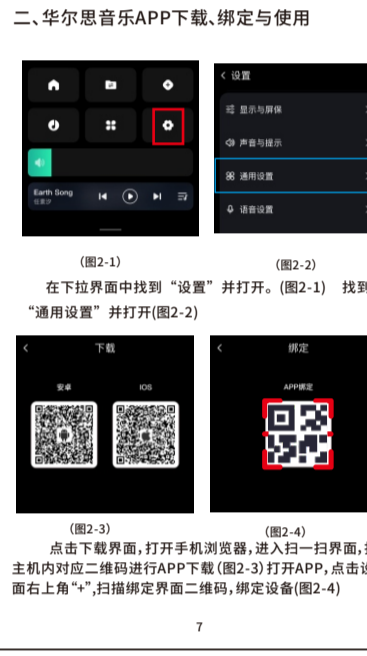 二、华尔思音乐APP下载、绑定与使用
设置
显示与屏保
声音与提示
通用设置
语音设置
Earth Song
任素汐
(图2-1)
(图2-2)
在下拉界面中找到“设置”并打开。(图2-1) 找到
“通用设置”并打开(图2-2)
下载
安卓
IOS
绑定
APP绑定
(图2-3)
(图2-4)
点击下载界面,打开手机浏览器,进入扫一扫界面,
主机内对应二维码进行APP下载(图2-3)打开APP,点击
面右上角“+”,扫描绑定界面二维码,绑定设备(图2-4)
7